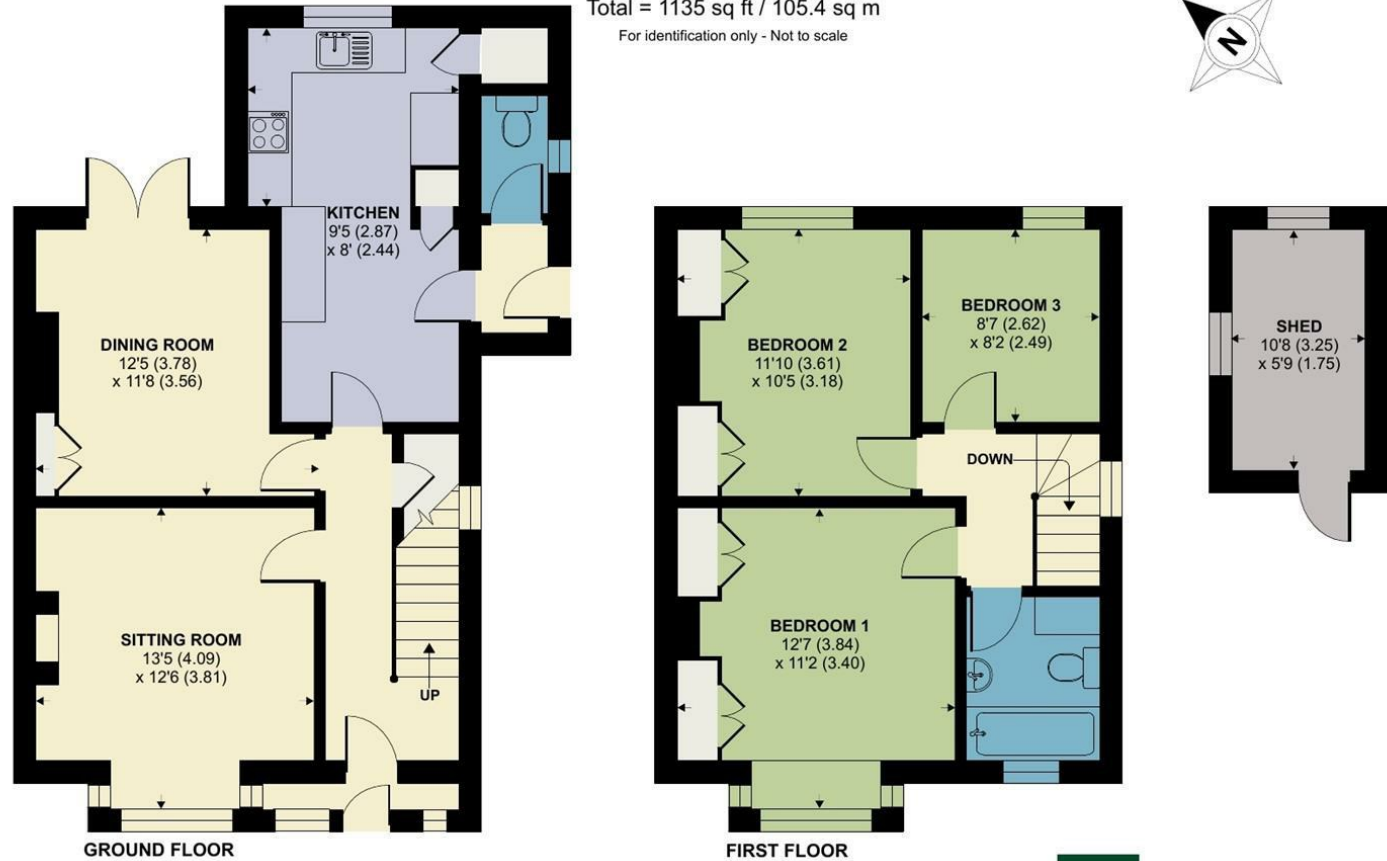 Total = 1135 sq ft / 105.4 sq m
For identification only - Not to scale
N
KITCHEN
9'5 (2.87)
x 8' (2.44)
DINING ROOM
12'5 (3.78)
x 11'8 (3.56)
SITTING ROOM
13'5 (4.09)
x 12'6 (3.81)
UP
GROUND FLOOR
BEDROOM 2
11'10 (3.61)
x 10'5 (3.18)
BEDROOM 3
8'7 (2.62)
x 8'2 (2.49)
DOWN
BEDROOM 1
12'7 (3.84)
x 11'2 (3.40)
FIRST FLOOR
SHED
10'8 (3.25)
x 5'9 (1.75)